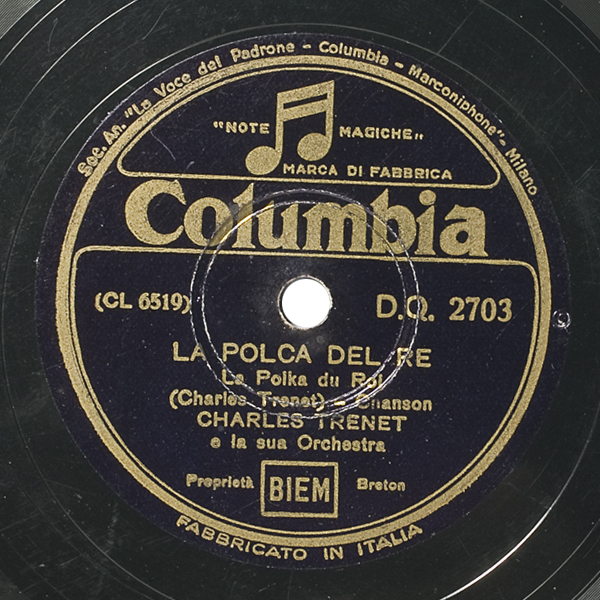 Soc. An. "La Voce del Padrone - Columbia - Marconiphone" - Milano
"NOTE MAGICHE"
MARCA DI FABBRICA
Columbia
(CL 6519) D.Q. 2703
LA POLCA DEL RE
La Polka du Roi
(Charles Trenet) - Chanson
CHARLES TRENET
e la sua Orchestra
Proprietà BIEM Breton
FABBRICATO IN ITALIA